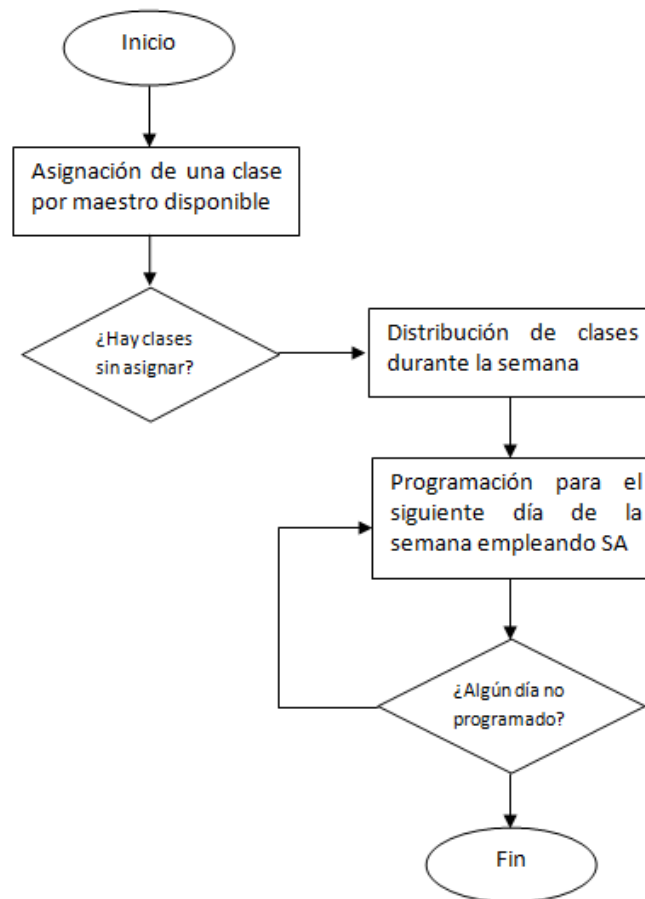 Inicio
Asignación de una clase
por maestro disponible
¿Hay clases
sin asignar?
Distribución de clases
durante la semana
Programación para el
siguiente día de la
semana empleando SA
¿Algún día no
programado?
Fin